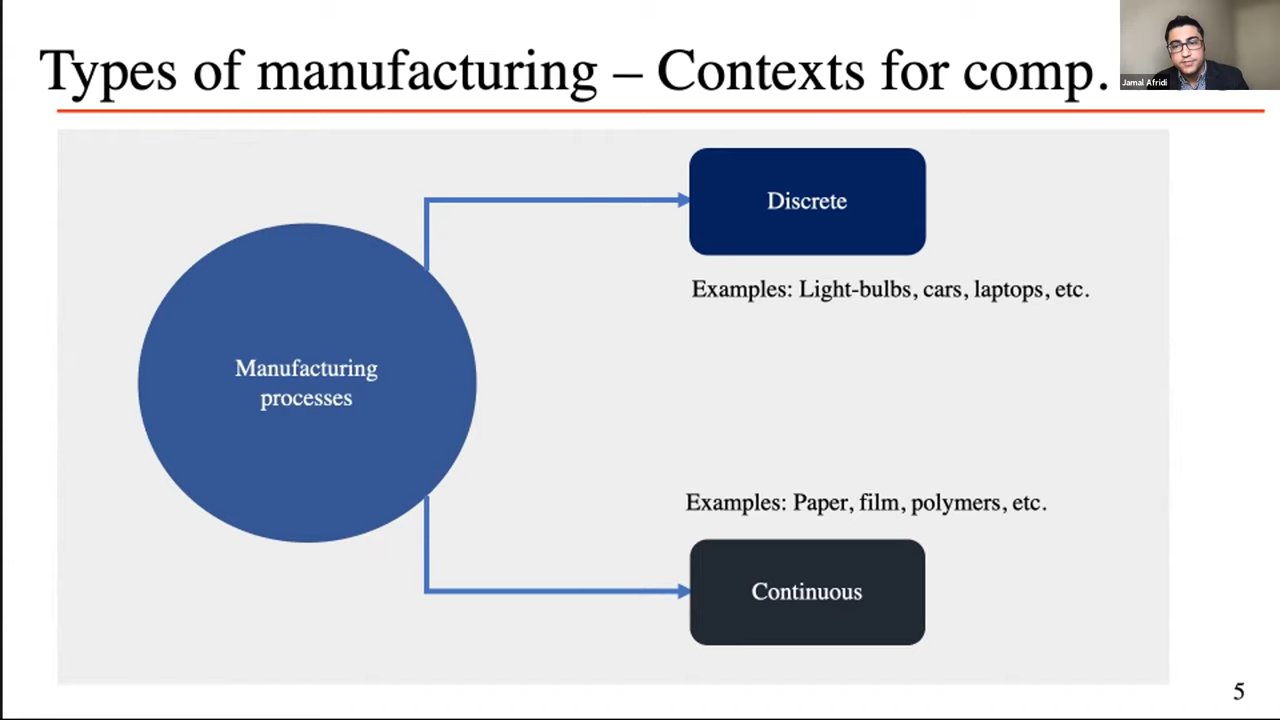 Types of manufacturing – Contexts for comp.
Jamal Afridi
Discrete
Examples: Light-bulbs, cars, laptops, etc.
Manufacturing
processes
Examples: Paper, film, polymers, etc.
Continuous
5